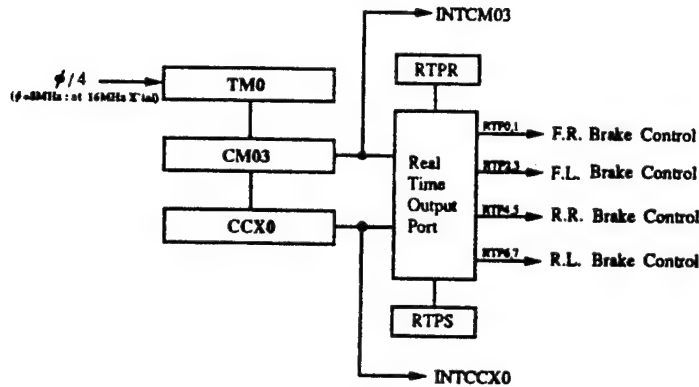 INTCM03
ϕ/4
(ϕ=8MHz : at 16MHz X'tal)
TM0
RTPR
CM03
CCX0
Real
Time
Output
Port
RTP0,1
F.R. Brake Control
RTP2,3
F.L. Brake Control
RTP4,5
R.R. Brake Control
RTP6,7
R.L. Brake Control
RTPS
INTCCX0